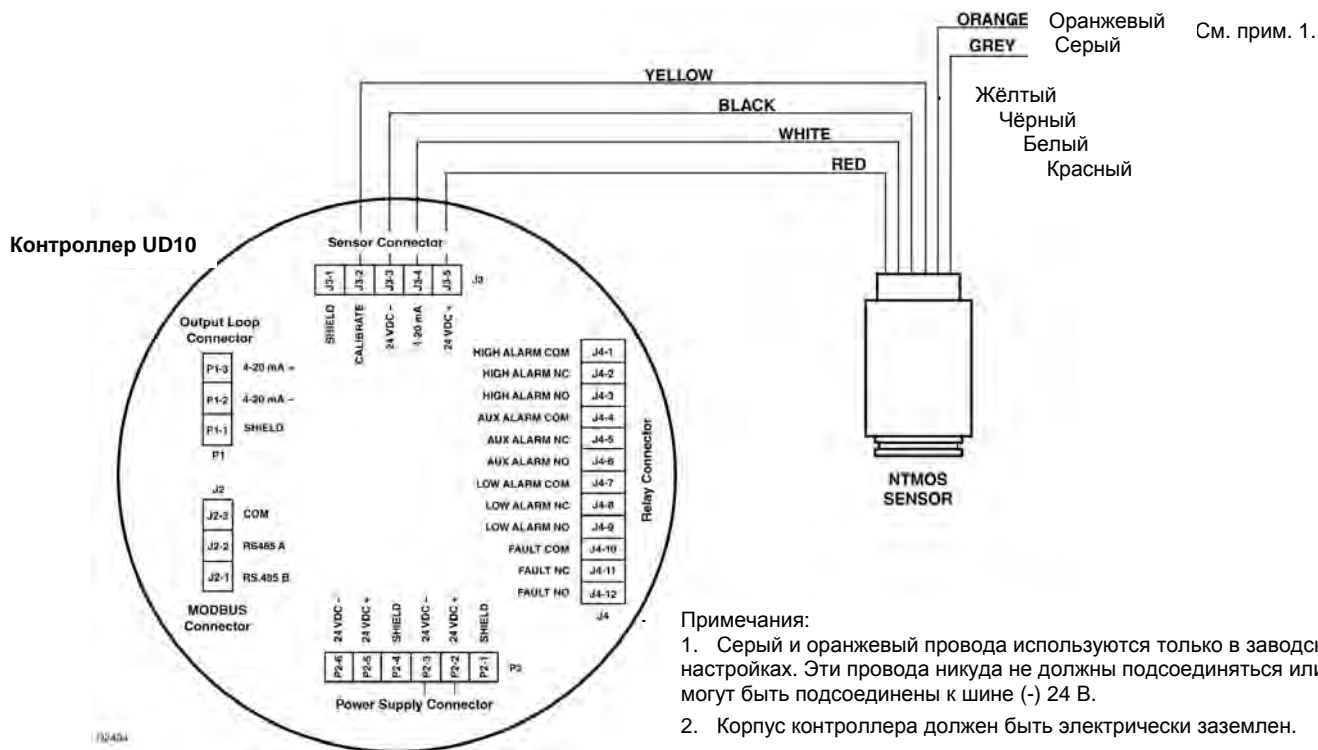 ORANGE Оранжевый См. прим. 1.
GREY Серый
YELLOW
BLACK
WHITE
RED
Жёлтый
Чёрный
Белый
Красный
Контроллер UD10
Sensor Connector
J3-1 J3-2 J3-3 J3-4 J3-5
SHIELD
CALIBRATE
24 VDC –
4-20 mA
24 VDC +
Output Loop
Connector
P1-3 4-20 mA –
P1-2 4-20 mA –
P1-1 SHIELD
P1
J2
J2-3 COM
J2-2 RS485 A
J2-1 RS.485 B
MODBUS
Connector
HIGH ALARM COM J4-1
HIGH ALARM NC J4-2
HIGH ALARM NO J4-3
AUX ALARM COM J4-4
AUX ALARM NC J4-5
AUX ALARM NO J4-6
LOW ALARM COM J4-7
LOW ALARM NC J4-8
LOW ALARM NO J4-9
FAULT COM J4-10
FAULT NC J4-11
FAULT NO J4-12
J4
Relay Connector
24 VDC –
24 VDC +
SHIELD
24 VDC –
24 VDC +
SHIELD
P2-6 P2-5 P2-4 P2-3 P2-2 P2-1
Power Supply Connector
NTMOS
SENSOR
Примечания:
1. Серый и оранжевый провода используются только в заводск
настройках. Эти провода никуда не должны подсоединяться или
могут быть подсоединены к шине (-) 24 В.
2. Корпус контроллера должен быть электрически заземлен.